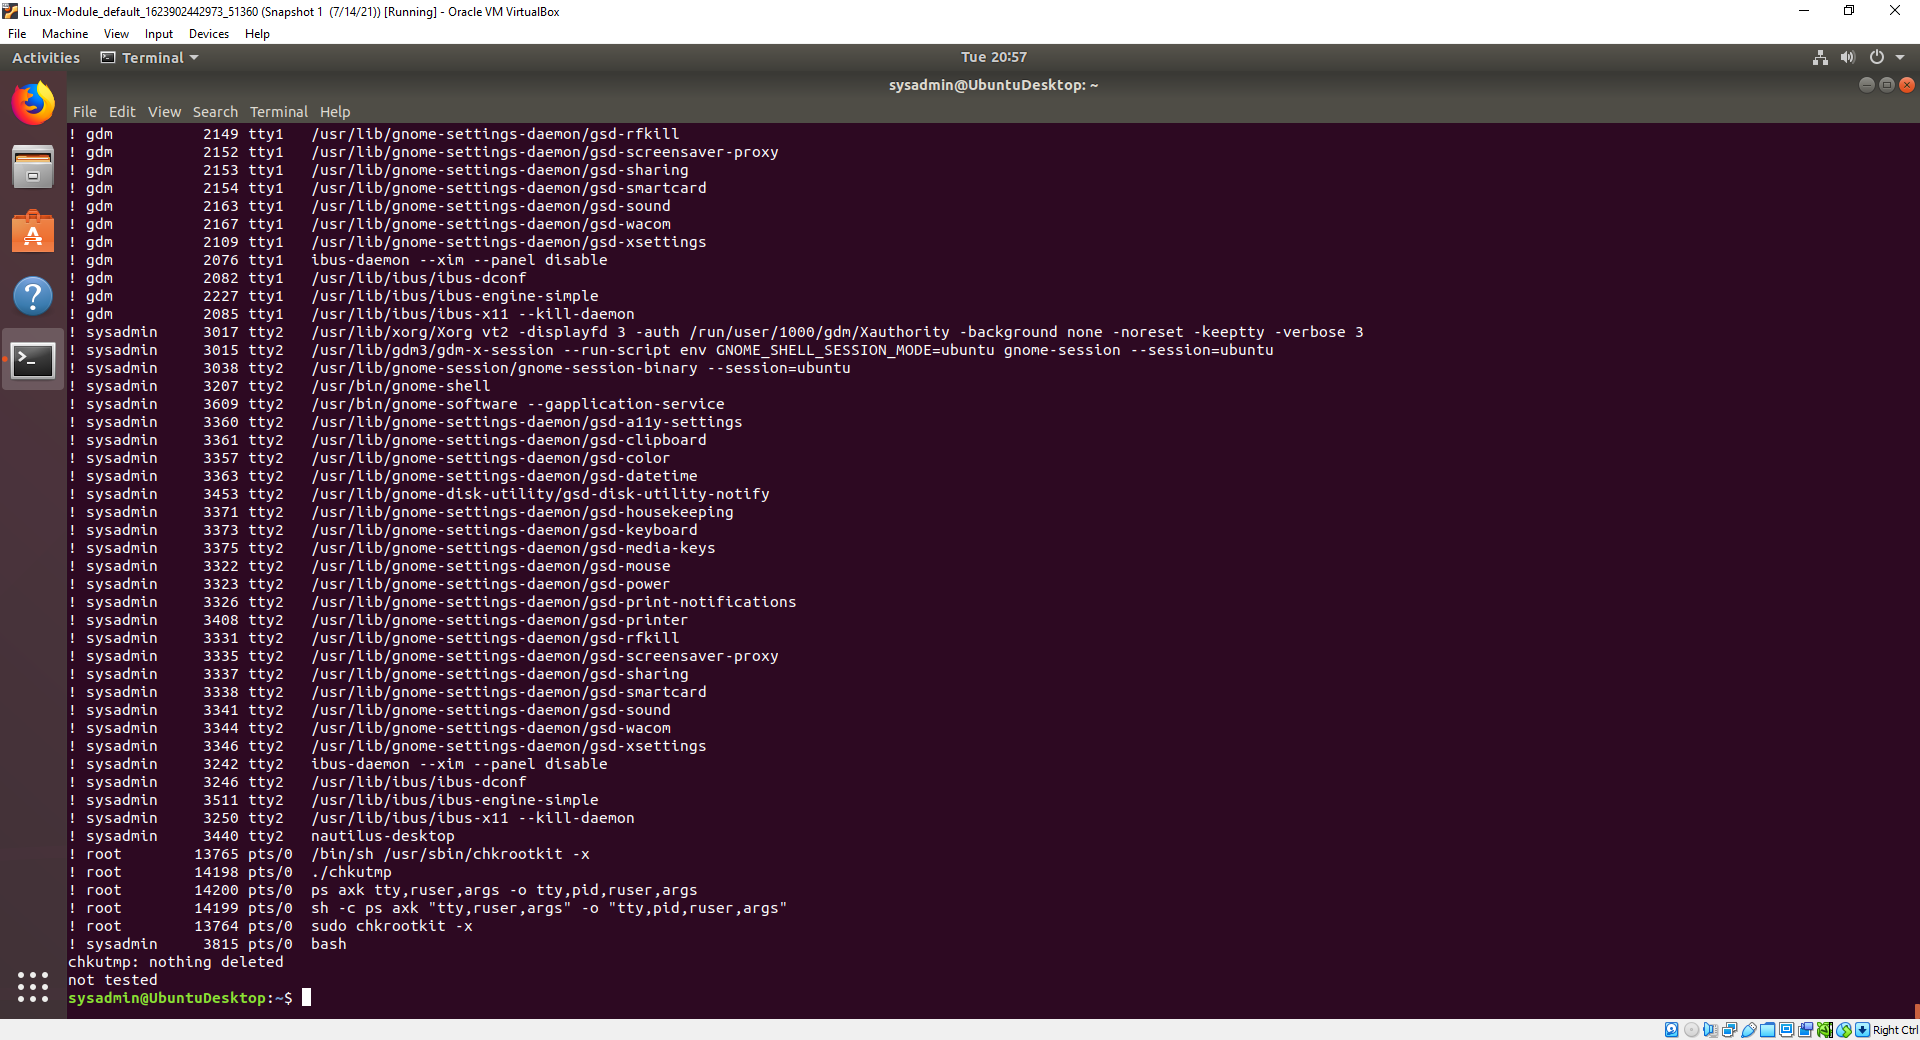 Linux-Module_default_1623902442973_51360 (Snapshot 1  (7/14/21)) [Running] - Oracle VM VirtualBox
File Machine View Input Devices Help
Activities Terminal Tue 20:57
sysadmin@UbuntuDesktop: ~
File Edit View Search Terminal Help
! gdm          2149 tty1   /usr/lib/gnome-settings-daemon/gsd-rfkill
! gdm          2152 tty1   /usr/lib/gnome-settings-daemon/gsd-screensaver-proxy
! gdm          2153 tty1   /usr/lib/gnome-settings-daemon/gsd-sharing
! gdm          2154 tty1   /usr/lib/gnome-settings-daemon/gsd-smartcard
! gdm          2163 tty1   /usr/lib/gnome-settings-daemon/gsd-sound
! gdm          2167 tty1   /usr/lib/gnome-settings-daemon/gsd-wacom
! gdm          2109 tty1   /usr/lib/gnome-settings-daemon/gsd-xsettings
! gdm          2076 tty1   ibus-daemon --xim --panel disable
! gdm          2082 tty1   /usr/lib/ibus/ibus-dconf
! gdm          2227 tty1   /usr/lib/ibus/ibus-engine-simple
! gdm          2085 tty1   /usr/lib/ibus/ibus-x11 --kill-daemon
! sysadmin     3017 tty2   /usr/lib/xorg/Xorg vt2 -displayfd 3 -auth /run/user/1000/gdm/Xauthority -background none -noreset -keeptty -verbose 3
! sysadmin     3015 tty2   /usr/lib/gdm3/gdm-x-session --run-script env GNOME_SHELL_SESSION_MODE=ubuntu gnome-session --session=ubuntu
! sysadmin     3038 tty2   /usr/lib/gnome-session/gnome-session-binary --session=ubuntu
! sysadmin     3207 tty2   /usr/bin/gnome-shell
! sysadmin     3609 tty2   /usr/bin/gnome-software --gapplication-service
! sysadmin     3360 tty2   /usr/lib/gnome-settings-daemon/gsd-a11y-settings
! sysadmin     3361 tty2   /usr/lib/gnome-settings-daemon/gsd-clipboard
! sysadmin     3357 tty2   /usr/lib/gnome-settings-daemon/gsd-color
! sysadmin     3363 tty2   /usr/lib/gnome-settings-daemon/gsd-datetime
! sysadmin     3453 tty2   /usr/lib/gnome-disk-utility/gsd-disk-utility-notify
! sysadmin     3371 tty2   /usr/lib/gnome-settings-daemon/gsd-housekeeping
! sysadmin     3373 tty2   /usr/lib/gnome-settings-daemon/gsd-keyboard
! sysadmin     3375 tty2   /usr/lib/gnome-settings-daemon/gsd-media-keys
! sysadmin     3322 tty2   /usr/lib/gnome-settings-daemon/gsd-mouse
! sysadmin     3323 tty2   /usr/lib/gnome-settings-daemon/gsd-power
! sysadmin     3326 tty2   /usr/lib/gnome-settings-daemon/gsd-print-notifications
! sysadmin     3408 tty2   /usr/lib/gnome-settings-daemon/gsd-printer
! sysadmin     3331 tty2   /usr/lib/gnome-settings-daemon/gsd-rfkill
! sysadmin     3335 tty2   /usr/lib/gnome-settings-daemon/gsd-screensaver-proxy
! sysadmin     3337 tty2   /usr/lib/gnome-settings-daemon/gsd-sharing
! sysadmin     3338 tty2   /usr/lib/gnome-settings-daemon/gsd-smartcard
! sysadmin     3341 tty2   /usr/lib/gnome-settings-daemon/gsd-sound
! sysadmin     3344 tty2   /usr/lib/gnome-settings-daemon/gsd-wacom
! sysadmin     3346 tty2   /usr/lib/gnome-settings-daemon/gsd-xsettings
! sysadmin     3242 tty2   ibus-daemon --xim --panel disable
! sysadmin     3246 tty2   /usr/lib/ibus/ibus-dconf
! sysadmin     3511 tty2   /usr/lib/ibus/ibus-engine-simple
! sysadmin     3250 tty2   /usr/lib/ibus/ibus-x11 --kill-daemon
! sysadmin     3440 tty2   nautilus-desktop
! root        13765 pts/0  /bin/sh /usr/sbin/chkrootkit -x
! root        14198 pts/0  ./chkutmp
! root        14200 pts/0  ps axk tty,ruser,args -o tty,pid,ruser,args
! root        14199 pts/0  sh -c ps axk "tty,ruser,args" -o "tty,pid,ruser,args"
! root        13764 pts/0  sudo chkrootkit -x
! sysadmin     3815 pts/0  bash
chkutmp: nothing deleted
not tested
sysadmin@UbuntuDesktop:~$
Right Ctrl